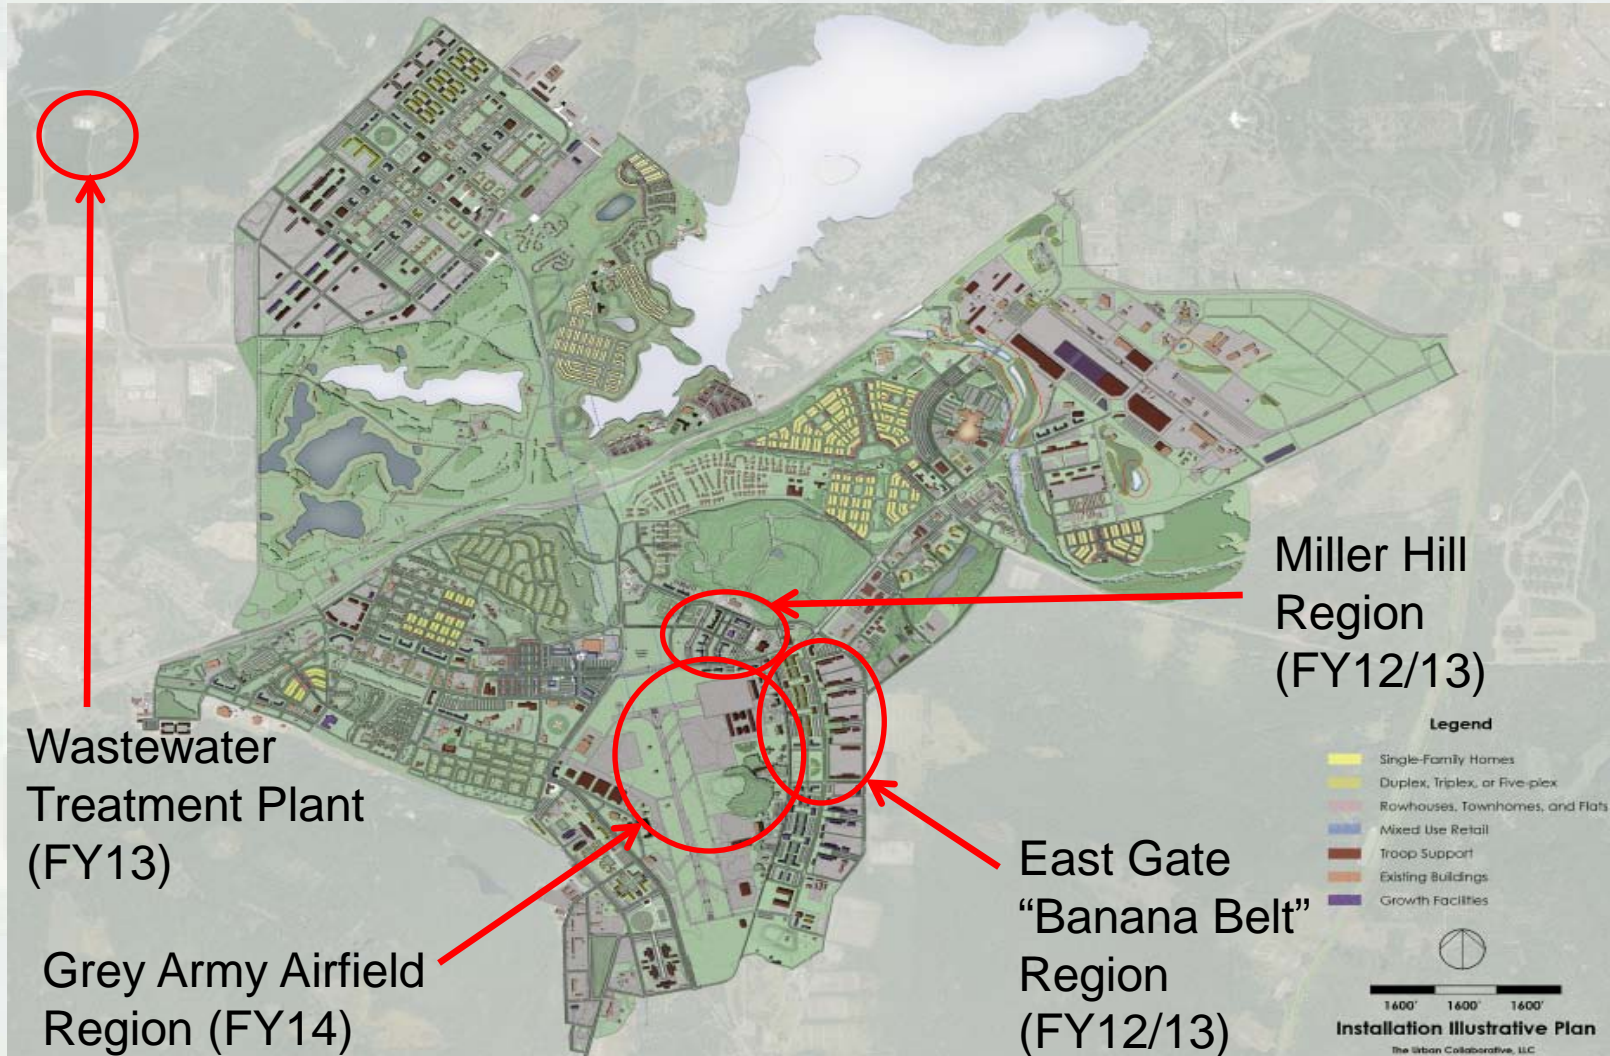 Miller Hill
Region
(FY12/13)
Wastewater
Treatment Plant
(FY13)
Grey Army Airfield
Region (FY14)
East Gate
“Banana Belt”
Region
(FY12/13)
Legend
Single-Family Homes
Duplex, Triplex, or Five-plex
Rowhouses, Townhomes, and Flats
Mixed Use Retail
Troop Support
Existing Buildings
Growth Facilities
1600' 1600' 1600'
Installation Illustrative Plan
The Urban Collaborative, LLC